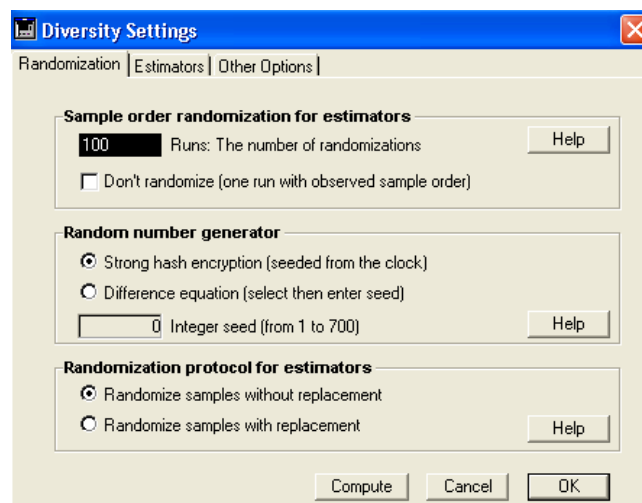 Diversity Settings
Randomization Estimators Other Options
Sample order randomization for estimators
100 Runs: The number of randomizations Help
Don't randomize (one run with observed sample order)
Random number generator
Strong hash encryption (seeded from the clock)
Difference equation (select then enter seed)
0 Integer seed (from 1 to 700) Help
Randomization protocol for estimators
Randomize samples without replacement
Randomize samples with replacement Help
Compute Cancel OK